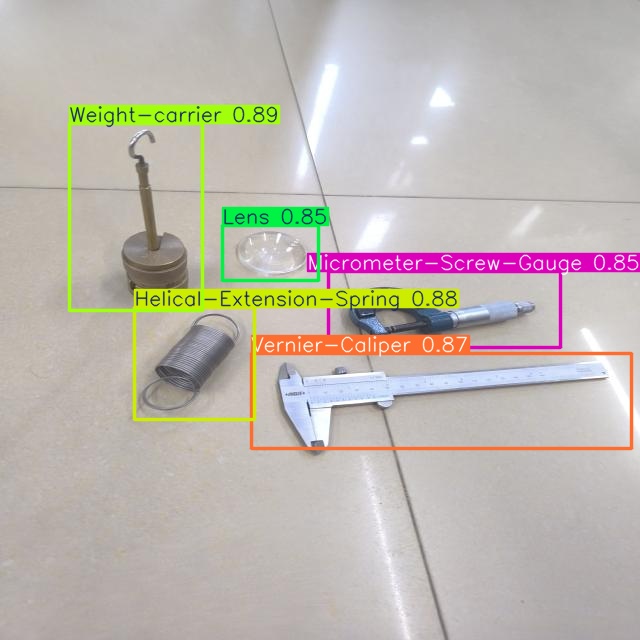 Weight-carrier 0.89
Lens 0.85
Micrometer-Screw-Gauge 0.85
Helical-Extension-Spring 0.88
Vernier-Caliper 0.87